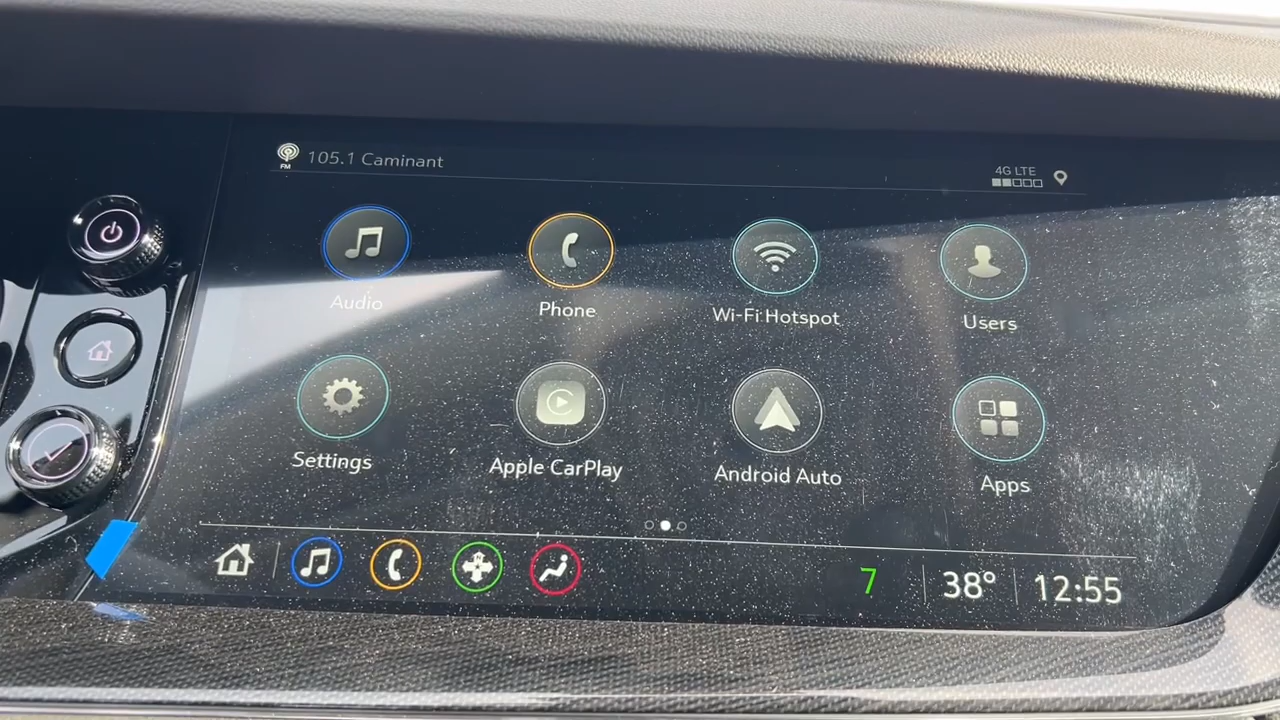 FM
105.1 Caminant
4G LTE
Audio
Phone
Wi-Fi Hotspot
Users
Settings
Apple CarPlay
Android Auto
Apps
N
7
38°
12:55